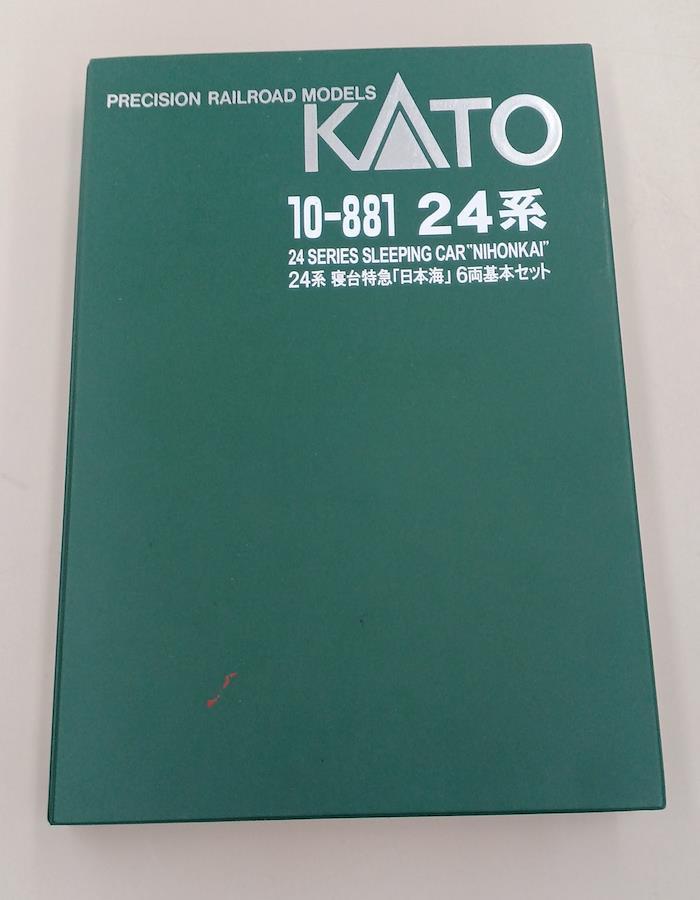 PRECISION RAILROAD MODELS
KATO
10-881 24系
24 SERIES SLEEPING CAR "NIHONKAI"
24系 寝台特急「日本海」 6両基本セット